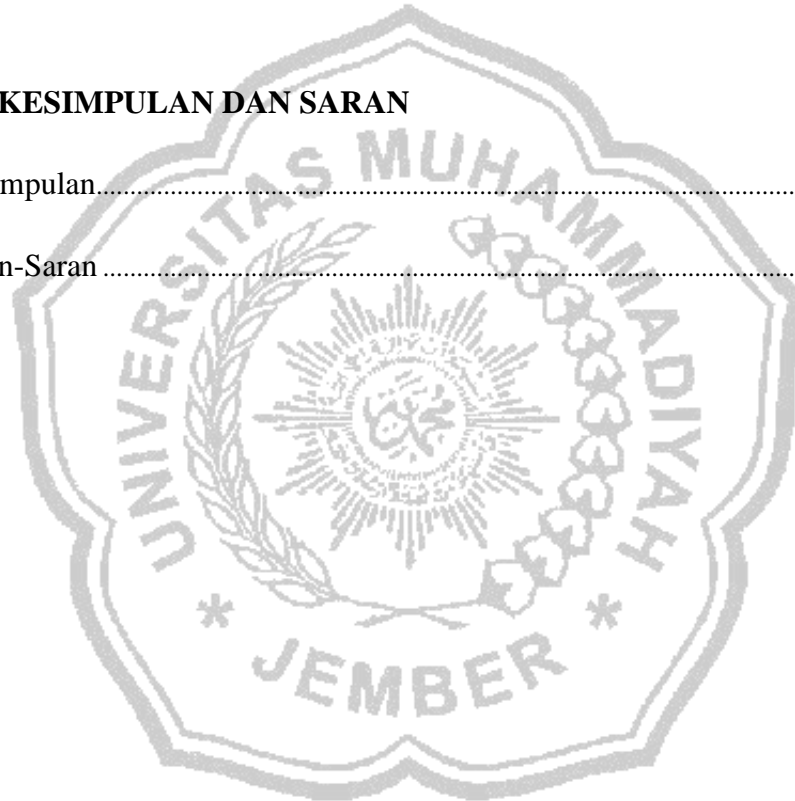 KESIMPULAN DAN SARAN
mpulan.....................................................................................................
n-Saran ....................................................................................................
UNIVERSITAS MUHAMMADIYAH
* JEMBER *